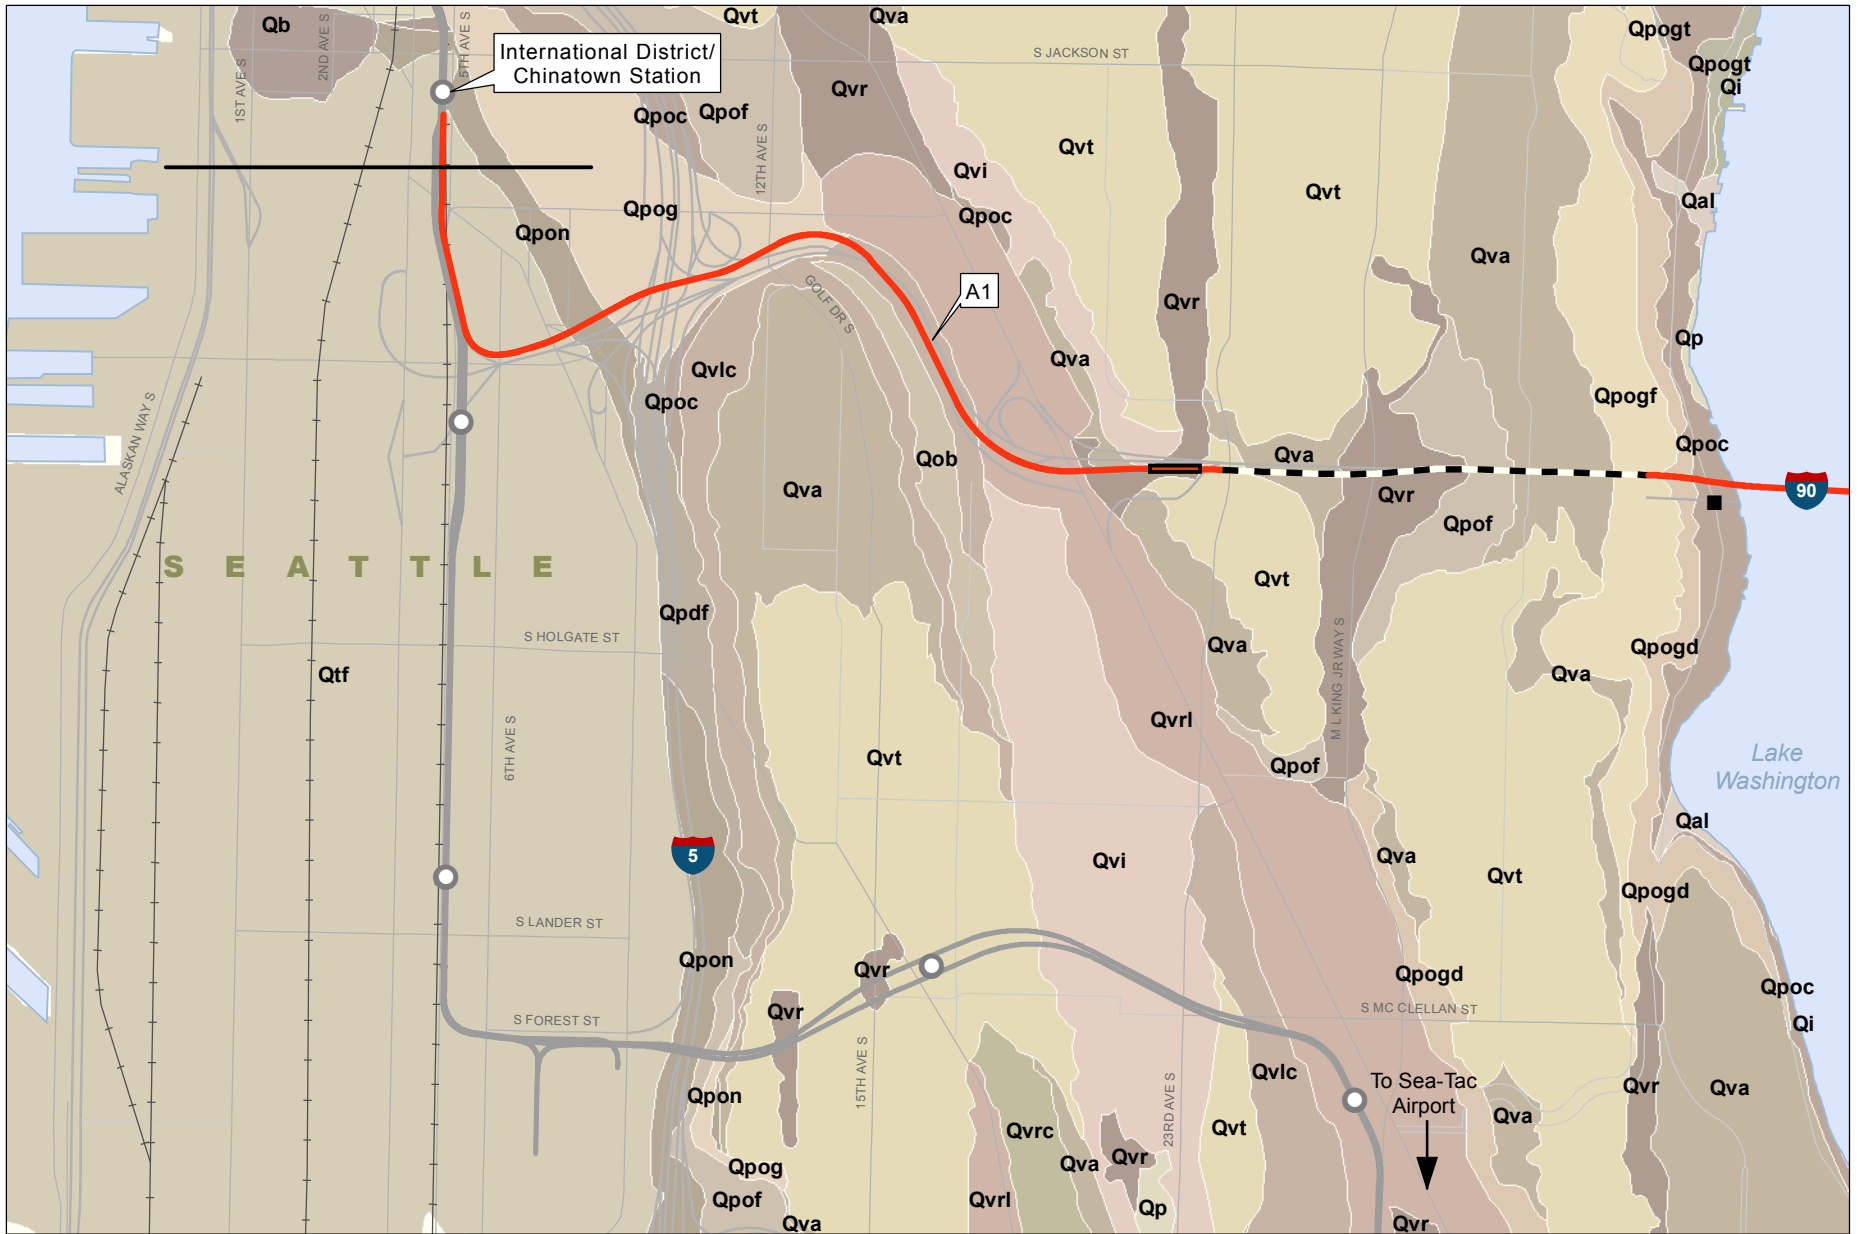 Qb
Qvt
Qva
Qpogt
International District/
Chinatown Station
S JACKSON ST
Qpogt
Qi
1ST AVE S
2ND AVE S
5TH AVE S
Qpoc
Qpof
Qvr
12TH AVE S
Qvt
Qvi
Qvt
Qal
Qpog
Qpoc
Qpon
Qva
A1
Qvr
GOLF DR S
Qp
Qva
Qvlc
Qpoc
Qpogf
ALASKAN WAY S
Qob
Qva
Qpoc
Qva
Qvr
90
Qpof
SEATTLE
Qvt
Qpdf
S HOLGATE ST
Qva
M L KING JR WAY S
Qpogd
Qtf
Qva
6TH AVE S
Qvrl
Qvt
Qpof
Lake
Washington
Qal
5
Qvi
Qva
Qvt
Qpogd
S LANDER ST
Qpon
Qvr
Qpogd
Qpoc
S FOREST ST
Qvr
S MC CLELLAN ST
Qi
15TH AVE S
23RD AVE S
Qvlc
To Sea-Tac
Airport
Qvr
Qva
Qpon
Qva
Qvrc
Qvt
Qva
Qvr
Qpog
Qpof
Qvrl
Qp
Qva
Qvr